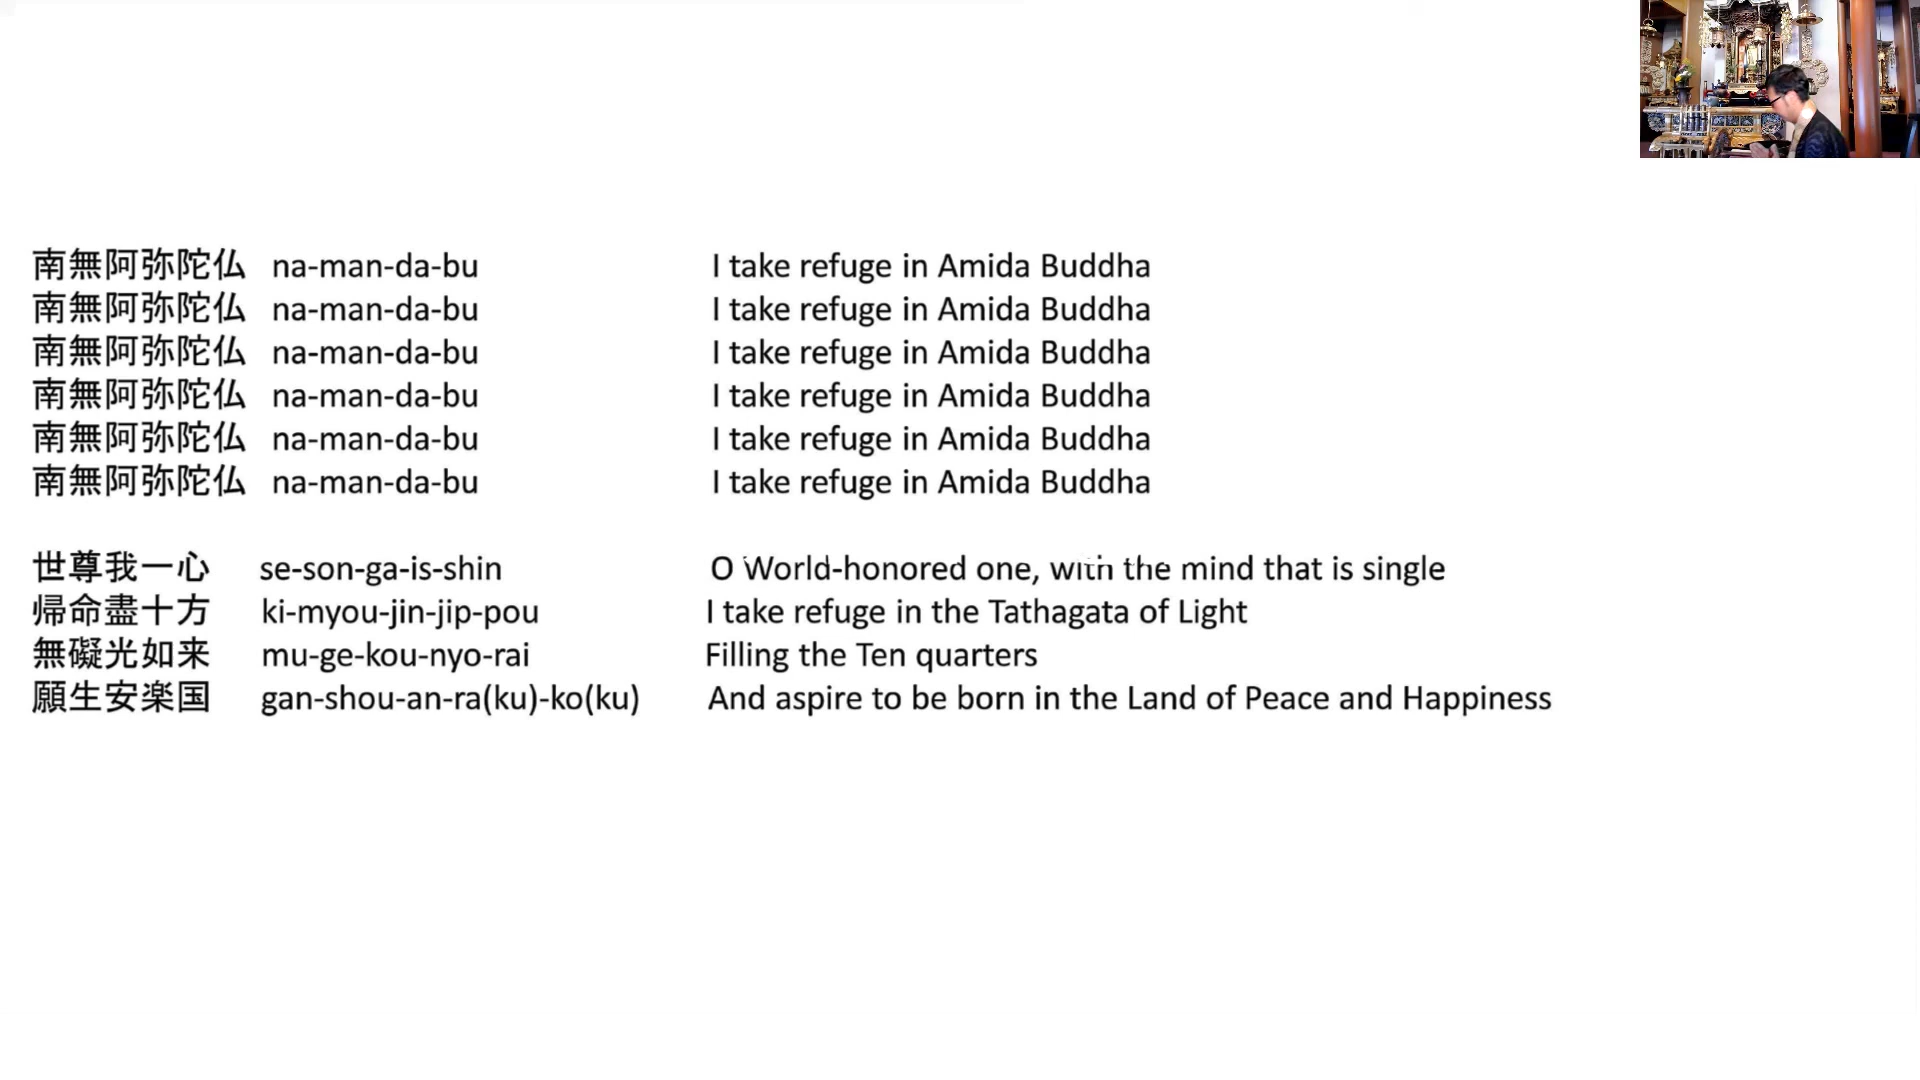 南無阿弥陀仏 na-man-da-bu I take refuge in Amida Buddha
南無阿弥陀仏 na-man-da-bu I take refuge in Amida Buddha
南無阿弥陀仏 na-man-da-bu I take refuge in Amida Buddha
南無阿弥陀仏 na-man-da-bu I take refuge in Amida Buddha
南無阿弥陀仏 na-man-da-bu I take refuge in Amida Buddha
南無阿弥陀仏 na-man-da-bu I take refuge in Amida Buddha
世尊我一心 se-son-ga-is-shin O World-honored one, with the mind that is single
帰命盡十方 ki-myou-jin-jip-pou I take refuge in the Tathagata of Light
無礙光如来 mu-ge-kou-nyo-rai Filling the Ten quarters
願生安楽国 gan-shou-an-ra(ku)-ko(ku) And aspire to be born in the Land of Peace and Happiness